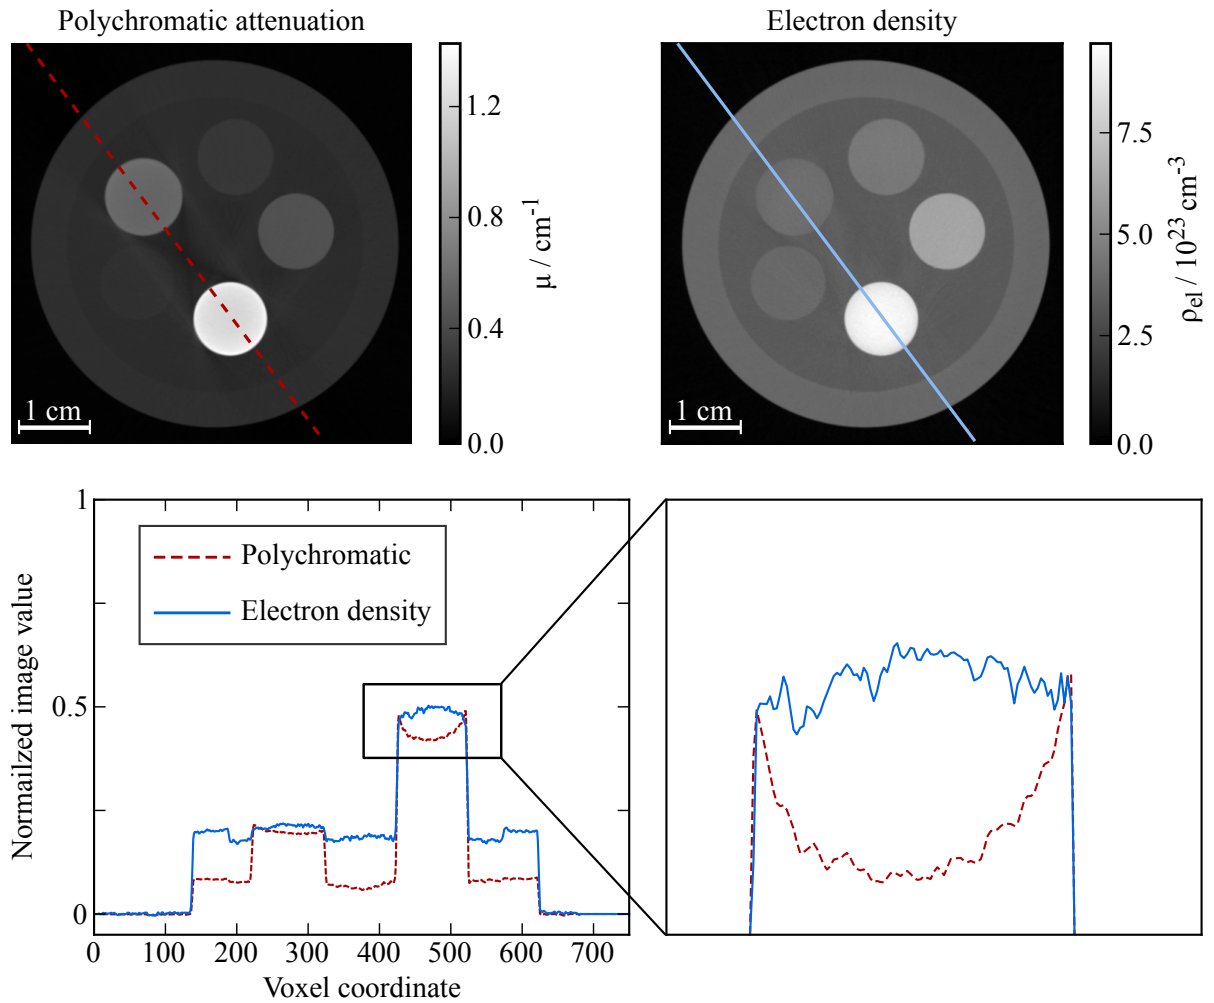 Polychromatic attenuation
Electron density
1.2
0.8
0.4
0.0
μ / cm⁻¹
1 cm
7.5
5.0
2.5
0.0
ρel / 10²³ cm⁻³
1 cm
1
0.5
0
Normailzed image value
Polychromatic
Electron density
0 100 200 300 400 500 600 700
Voxel coordinate